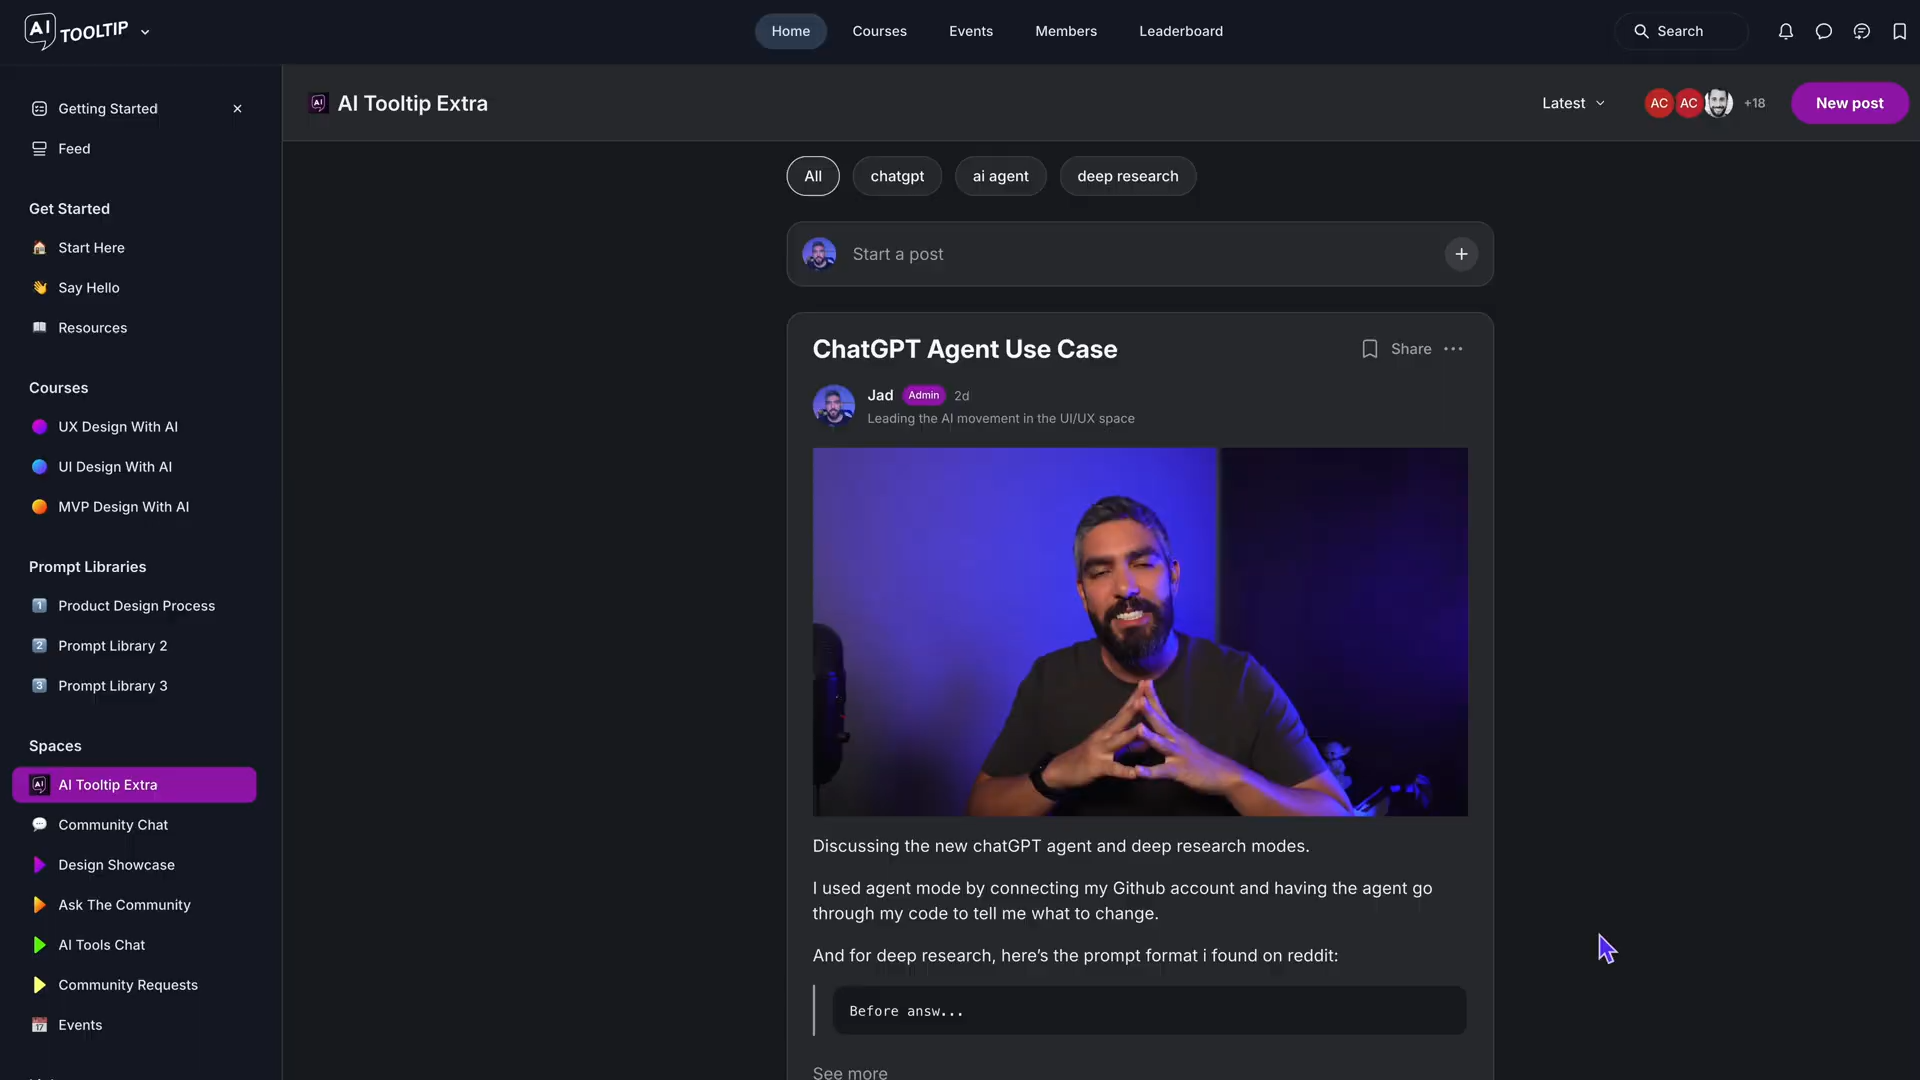 AI TOOLTIP
Home
Courses
Events
Members
Leaderboard
Search
Getting Started
Feed
Get Started
Start Here
Say Hello
Resources
Courses
UX Design With AI
UI Design With AI
MVP Design With AI
Prompt Libraries
1 Product Design Process
2 Prompt Library 2
3 Prompt Library 3
Spaces
AI AI Tooltip Extra
Community Chat
Design Showcase
Ask The Community
AI Tools Chat
Community Requests
17 Events
AI AI Tooltip Extra
Latest
AC AC +18
New post
All
chatgpt
ai agent
deep research
Start a post
ChatGPT Agent Use Case
Share
Jad Admin 2d
Leading the AI movement in the UI/UX space
Discussing the new chatGPT agent and deep research modes.
I used agent mode by connecting my Github account and having the agent go
through my code to tell me what to change.
And for deep research, here’s the prompt format i found on reddit:
Before answ...
See more